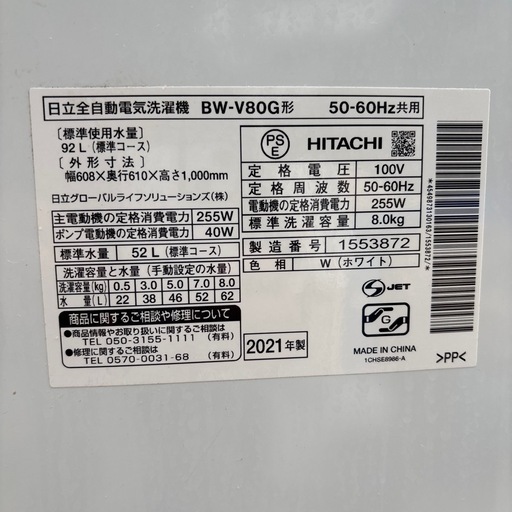 日立全自動電気洗濯機 BW-V80G形 50-60Hz共用
〔標準使用水量〕
92L(標準コース)
〔外形寸法〕
幅608×奥行610×高さ1,000mm
日立グローバルライフソリューションズ(株)
主電動機の定格消費電力 255W
ポンプ電動機の定格消費電力 40W
標準水量 52L(標準コース)
洗濯容量と水量(手動設定の水量)
洗濯容量(kg) 0.5 3.0 5.0 7.0 8.0
水量(L) 22 38 46 52 62
商品に関するご相談や修理について
●商品情報やお取り扱いに関するご相談は
TEL 050-3155-1111 (有料)
●修理に関するご相談は
TEL 0570-0031-68 (有料)
PS
E
HITACHI
定格電圧 100V
定格周波数 50-60Hz
電動機の定格消費電力 255W
標準洗濯容量 8.0kg
製造番号 1553872
色相 W(ホワイト)
2021年製
S JET
G
MADE IN CHINA
1CHSE8986-A
*4549873130163/1553872/*
>PP<